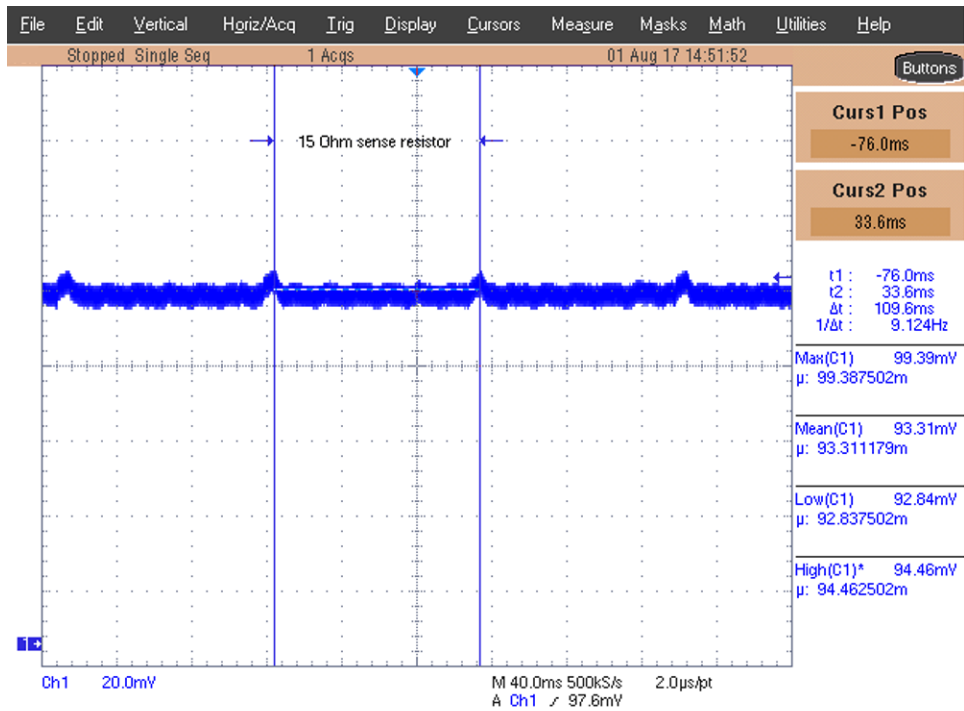 File Edit Vertical Horiz/Acq Trig Display Cursors Measure Masks Math Utilities Help
Stopped Single Seq 1 Acqs 01 Aug 17 14:51:52
Buttons
Curs1 Pos
-76.0ms
Curs2 Pos
33.6ms
15 Ohm sense resistor
t1 : -76.0ms
t2 : 33.6ms
Δt : 109.6ms
1/Δt : 9.124Hz
Max(C1) 99.39mV
μ: 99.387502m
Mean(C1) 93.31mV
μ: 93.311179m
Low(C1) 92.84mV
μ: 92.837502m
High(C1)* 94.46mV
μ: 94.462502m
1
Ch1 20.0mV M 40.0ms 500kS/s 2.0μs/pt
A Ch1 ∕ 97.6mV